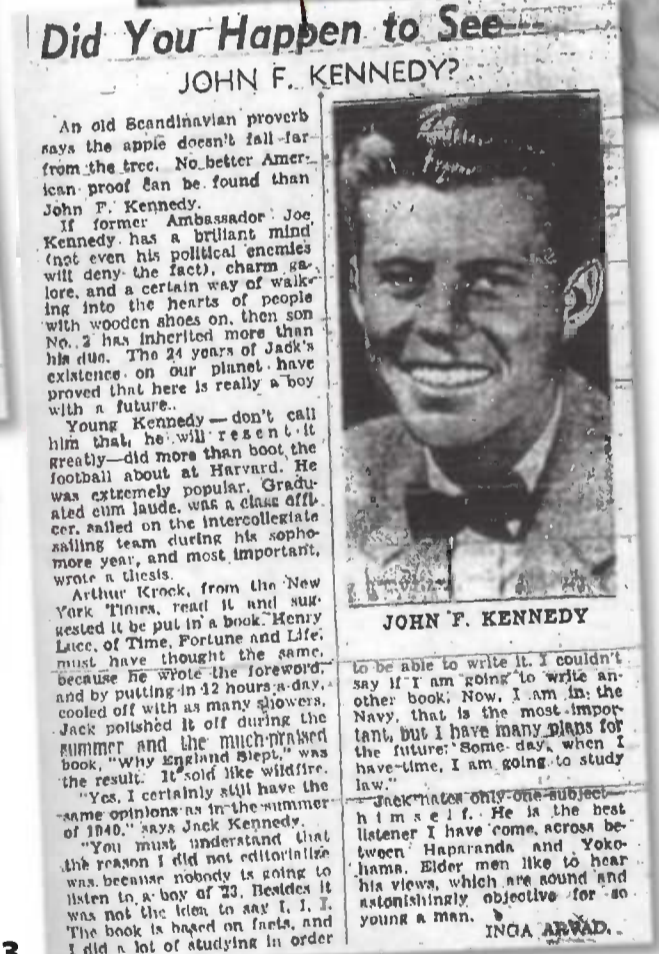 Did You Happen to See---
JOHN F. KENNEDY?
An old Scandinavian proverb
says the apple doesn't fall far
from the tree. No better Amer-
ican proof can be found than
John F. Kennedy.
If former Ambassador Joe
Kennedy has a brilliant mind
(not even his political enemies
will deny the fact), charm ga-
lore, and a certain way of walk-
ing into the hearts of people
with wooden shoes on, then son
No. 2 has inherited more than
his due. The 24 years of Jack's
existence on our planet have
proved that here is really a boy
with a future..
Young Kennedy—don't call
him that, he will resent it
greatly—did more than boot the
football about at Harvard. He
was extremely popular. Gradu-
ated cum laude, was a class offi-
cer, sailed on the intercollegiate
sailing team during his sopho-
more year, and most important,
wrote a thesis.
Arthur Krock, from the New
York Times, read it and sug-
gested it be put in a book. Henry
Luce, of Time, Fortune and Life,
must have thought the same,
because he wrote the foreword,
and by putting in 12 hours a day,
cooled off with as many showers,
Jack polished it off during the
summer and the much-praised
book, "Why England Slept," was
the result. It sold like wildfire.
"Yes, I certainly still have the
same opinions as in the summer
of 1940," says Jack Kennedy.
"You must understand that
the reason I did not editorialize
was because nobody is going to
listen to a boy of 23. Besides it
was not the idea to say I, I, I.
The book is based on facts, and
I did a lot of studying in order
JOHN F. KENNEDY
to be able to write it. I couldn't
say if I am going to write an-
other book. Now, I am in the
Navy, that is the most impor-
tant, but I have many plans for
the future. Some day, when I
have time, I am going to study
law."
Jack hates only one subject—
himself. He is the best
listener I have come across be-
tween Haparanda and Yoko-
hama. Elder men like to hear
his views, which are sound and
astonishingly objective for so
young a man.
INGA ARVAD.
3